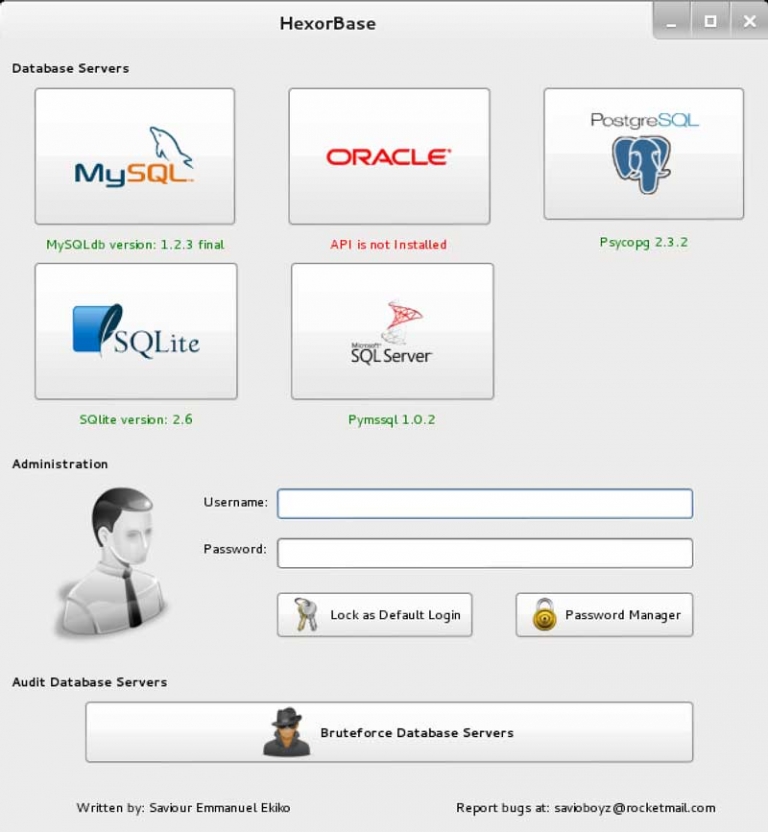 HexorBase
Database Servers
MySQL
ORACLE
PostgreSQL
MySQLdb version: 1.2.3 final
API is not Installed
Psycopg 2.3.2
SQLite
Microsoft
SQL Server
SQlite version: 2.6
Pymssql 1.0.2
Administration
Username:
Password:
Lock as Default Login
Password Manager
Audit Database Servers
Bruteforce Database Servers
Written by: Saviour Emmanuel Ekiko
Report bugs at: savioboyz@rocketmail.com